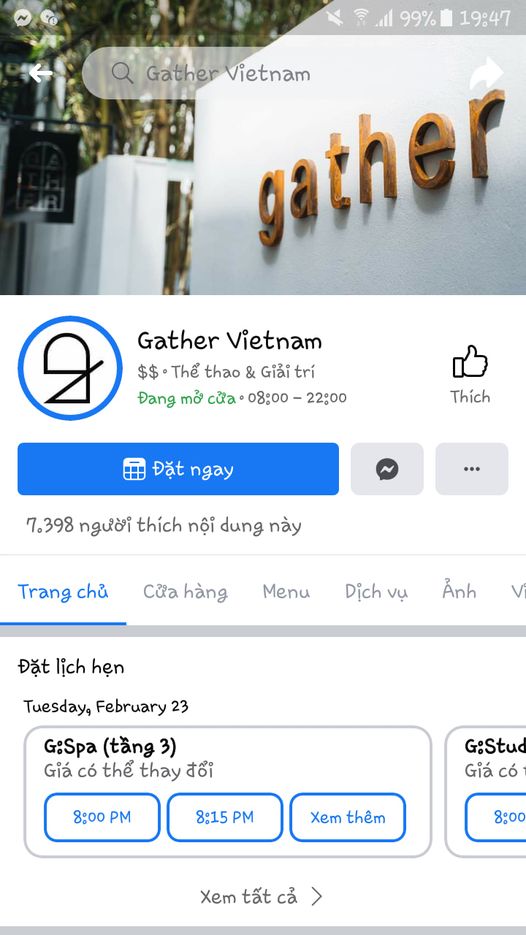 99% 19:47
Gather Vietnam
gather
Gather Vietnam
$$ • Thể thao & Giải trí
Đang mở cửa • 08:00 – 22:00
Thích
Đặt ngay
7.398 người thích nội dung này
Trang chủ Cửa hàng Menu Dịch vụ Ảnh
Đặt lịch hẹn
Tuesday, February 23
G:Spa (tầng 3) G:Stud
Giá có thể thay đổi Giá có t
8:00 PM 8:15 PM Xem thêm 8:00
Xem tất cả